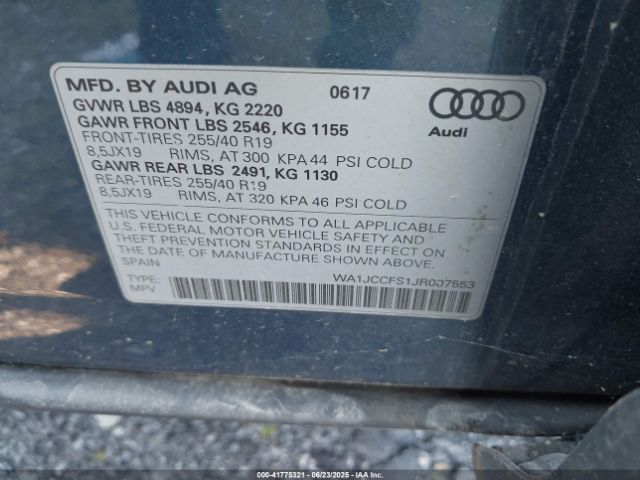 MFD. BY AUDI AG 0617
GVWR LBS 4894, KG 2220
GAWR FRONT LBS 2546, KG 1155
FRONT-TIRES 255/40 R19
8,5JX19 RIMS, AT 300 KPA 44 PSI COLD
GAWR REAR LBS 2491, KG 1130
REAR-TIRES 255/40 R19
8,5JX19 RIMS, AT 320 KPA 46 PSI COLD
Audi
THIS VEHICLE CONFORMS TO ALL APPLICABLE
U.S. FEDERAL MOTOR VEHICLE SAFETY AND
THEFT PREVENTION STANDARDS IN EFFECT ON
THE DATE OF MANUFACTURE SHOWN ABOVE.
SPAIN
TYPE:
MPV
WA1JCCFS1JR007553
000-41775321 - 06/23/2025 - IAAI.COM